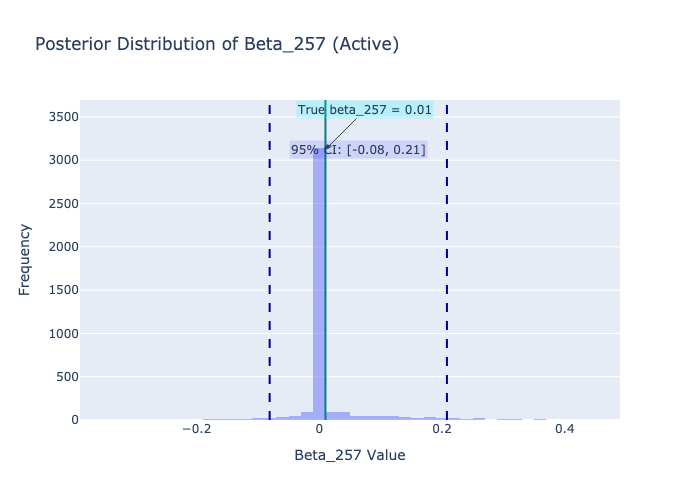 Posterior Distribution of Beta_257 (Active)
True beta_257 = 0.01
95% CI: [-0.08, 0.21]
3500
3000
2500
2000
1500
1000
500
0
Frequency
−0.2
0
0.2
0.4
Beta_257 Value